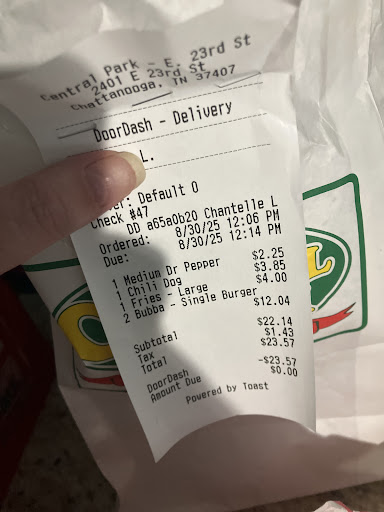 Central Park - E. 23rd St
2401 E 23rd St
Chattanooga, TN 37407
DoorDash - Delivery
L.
: Default 0
Check #47
DD a65a0b20 Chantelle L
Ordered: 8/30/25 12:06 PM
Due: 8/30/25 12:14 PM
1 Medium Dr Pepper $2.25
1 Chili Dog $3.85
1 Fries - Large $4.00
2 Bubba - Single Burger $12.04
Subtotal $22.14
Tax $1.43
Total $23.57
DoorDash -$23.57
Amount Due $0.00
Powered by Toast